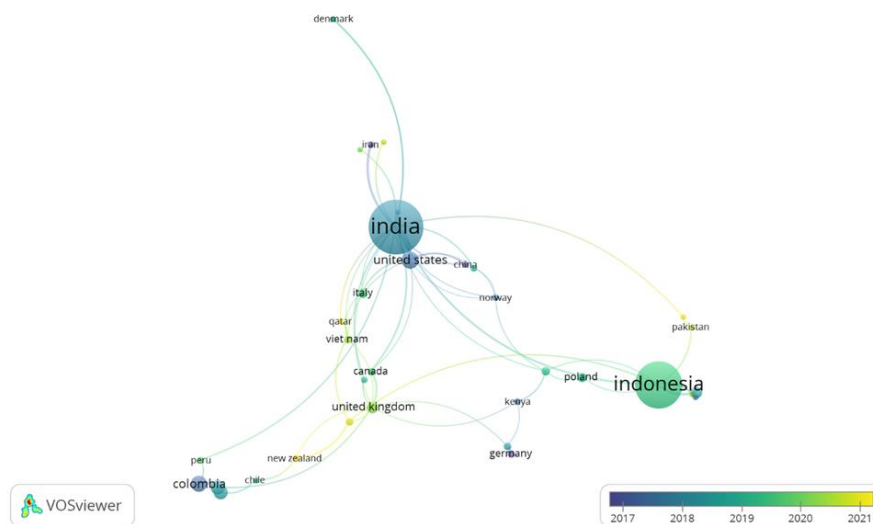 denmark
iran
india
united states
china
italy
norway
qatar
pakistan
viet nam
canada
poland
indonesia
united kingdom
kenya
germany
peru
new zealand
colombia
chile
VOSviewer
2017 2018 2019 2020 2021